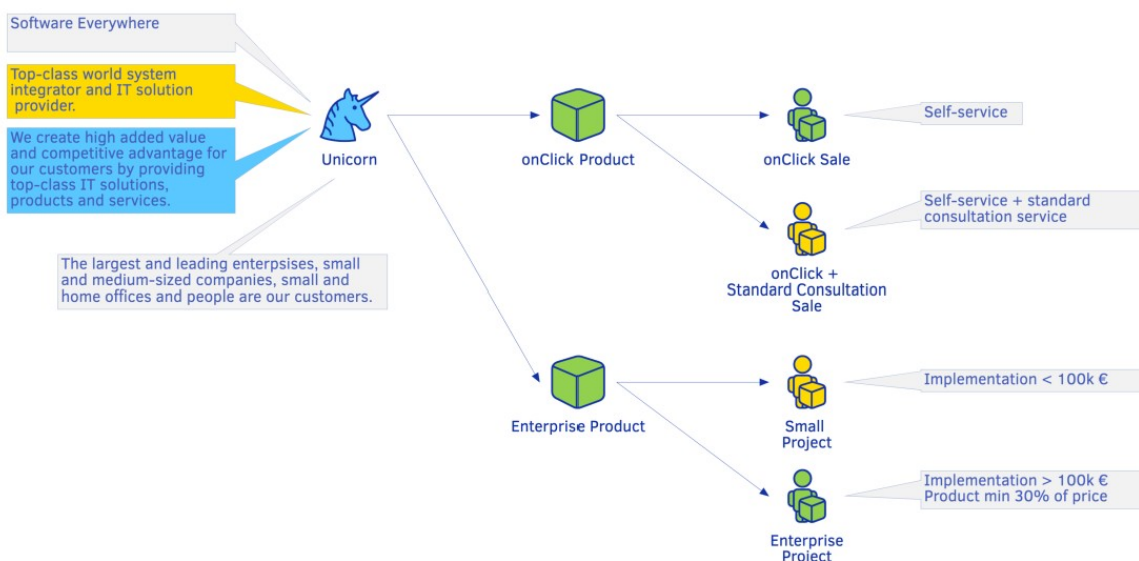 Software Everywhere
Top-class world system
integrator and IT solution
provider.
We create high added value
and competitive advantage for
our customers by providing
top-class IT solutions,
products and services.
Unicorn
The largest and leading enterpsises, small
and medium-sized companies, small and
home offices and people are our customers.
onClick Product
onClick Sale
Self-service
onClick +
Standard Consultation
Sale
Self-service + standard
consultation service
Enterprise Product
Small
Project
Implementation < 100k €
Enterprise
Project
Implementation > 100k €
Product min 30% of price